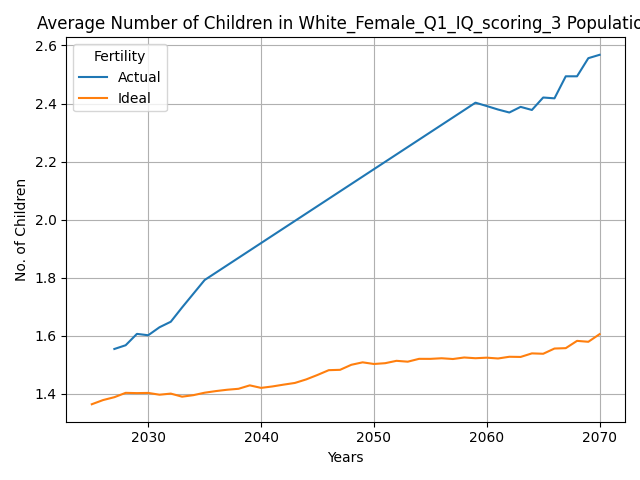 Average Number of Children in White_Female_Q1_IQ_scoring_3 Populatio
Fertility
Actual
Ideal
2.6
2.4
2.2
2.0
1.8
1.6
1.4
No. of Children
2030 2040 2050 2060 2070
Years